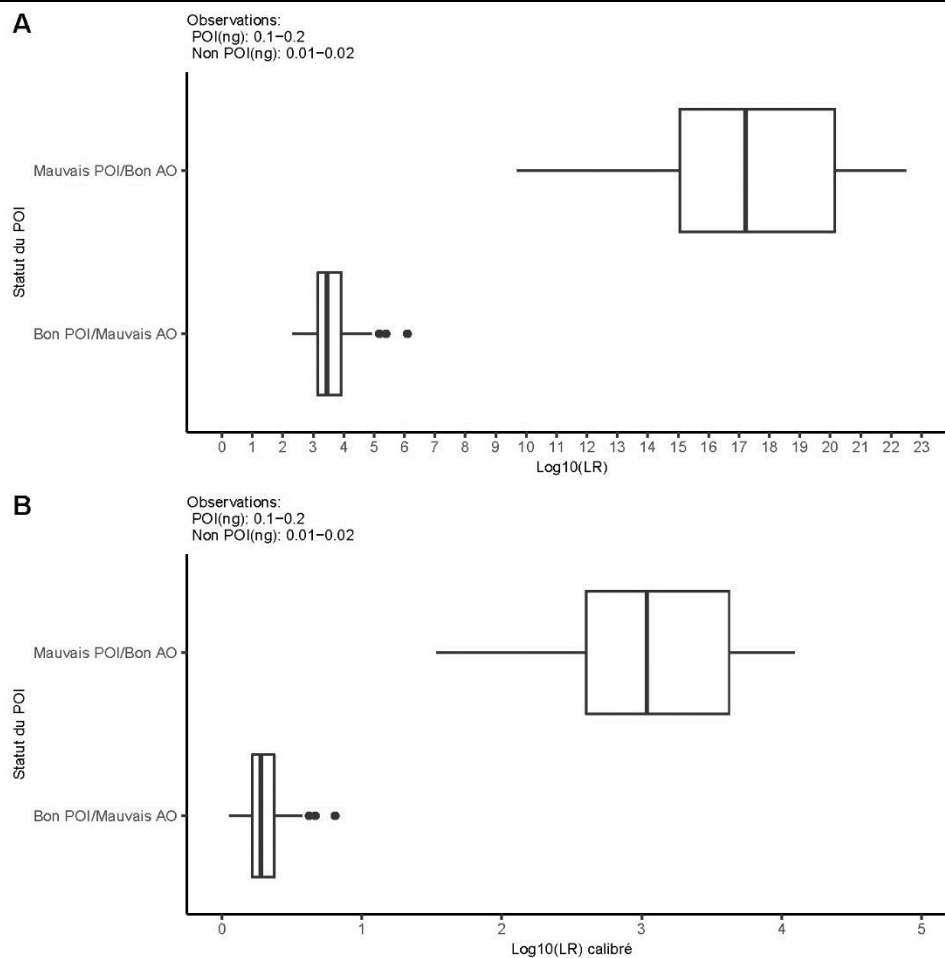 A
Observations:
POI(ng): 0.1−0.2
Non POI(ng): 0.01−0.02
Statut du POI
Mauvais POI/Bon AO
Bon POI/Mauvais AO
0 1 2 3 4 5 6 7 8 9 10 11 12 13 14 15 16 17 18 19 20 21 22 23
Log10(LR)
B
Observations:
POI(ng): 0.1−0.2
Non POI(ng): 0.01−0.02
Statut du POI
Mauvais POI/Bon AO
Bon POI/Mauvais AO
0 1 2 3 4 5
Log10(LR) calibré